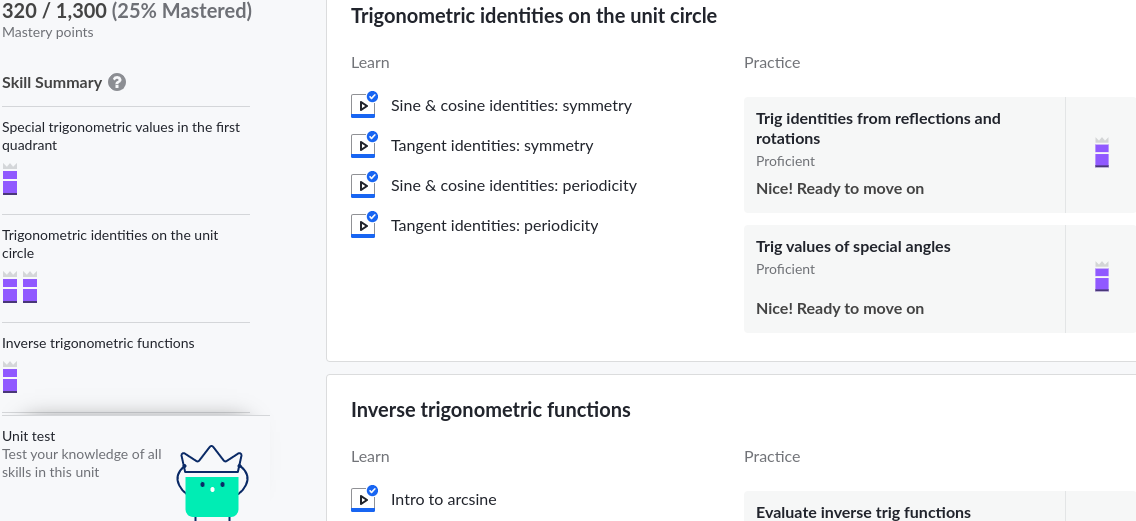 320 / 1,300 (25% Mastered)
Mastery points
Skill Summary ?
Special trigonometric values in the first
quadrant
Trigonometric identities on the unit
circle
Inverse trigonometric functions
Unit test
Test your knowledge of all
skills in this unit
Trigonometric identities on the unit circle
Learn
Sine & cosine identities: symmetry
Tangent identities: symmetry
Sine & cosine identities: periodicity
Tangent identities: periodicity
Practice
Trig identities from reflections and
rotations
Proficient
Nice! Ready to move on
Trig values of special angles
Proficient
Nice! Ready to move on
Inverse trigonometric functions
Learn
Intro to arcsine
Practice
Evaluate inverse trig functions